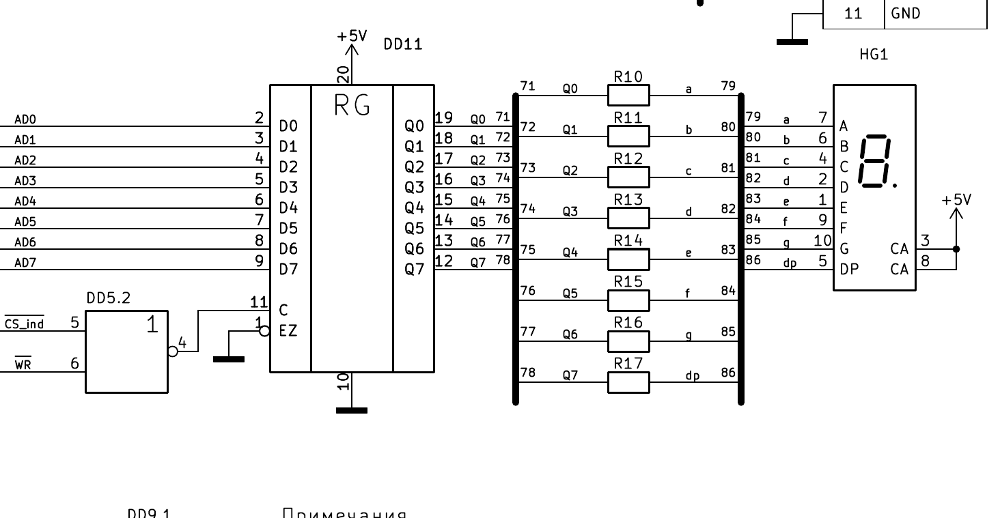 11 GND
+5V DD11
HG1
20
RG
71 Q0 R10 a 79
AD0 2 D0 Q0 19 Q0 71
79 a 7 A
72 Q1 R11 b 80
AD1 3 D1 Q1 18 Q1 72
80 b 6 B
AD2 4 D2 Q2 17 Q2 73
73 Q2 R12 c 81
81 c 4 C
AD3 5 D3 Q3 16 Q3 74
82 d 2 D
AD4 6 D4 Q4 15 Q4 75
74 Q3 R13 d 82
83 e 1 E
+5V
AD5 7 D5 Q5 14 Q5 76
84 f 9 F
AD6 8 D6 Q6 13 Q6 77
75 Q4 R14 e 83
85 g 10 G CA 3
AD7 9 D7 Q7 12 Q7 78
86 dp 5 DP CA 8
DD5.2
76 Q5 R15 f 84
11 C
CS_ind 5 1 4
1 EZ
77 Q6 R16 g 85
WR 6
78 Q7 R17 dp 86
10
DD9.1 Примечания